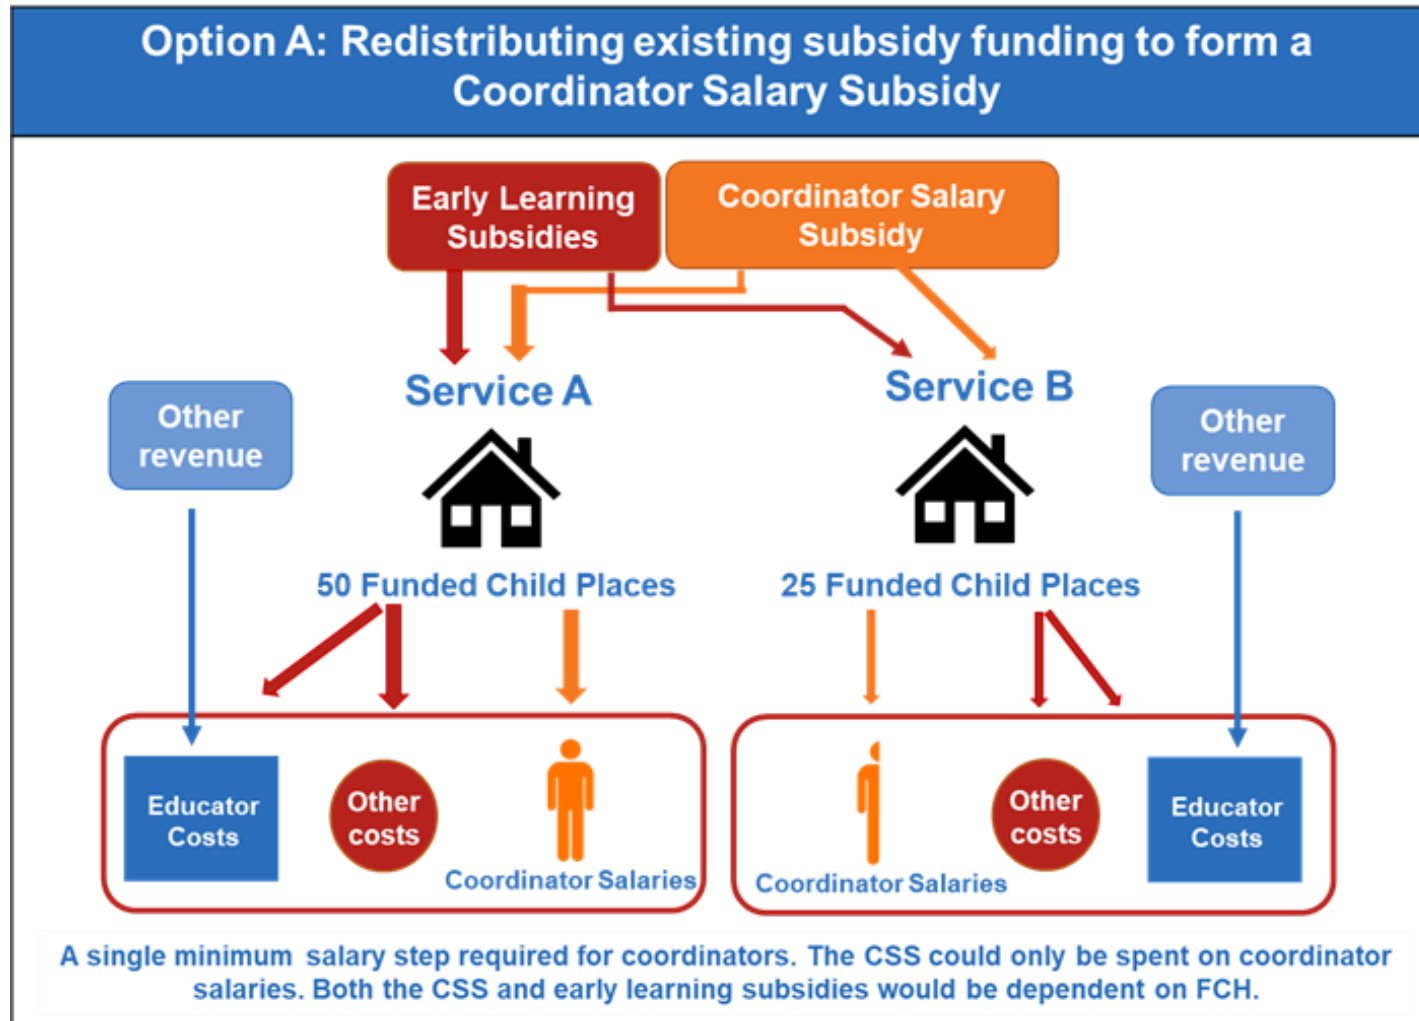 Option A: Redistributing existing subsidy funding to form a
Coordinator Salary Subsidy
Early Learning
Subsidies
Coordinator Salary
Subsidy
Service A
Service B
Other
revenue
Other
revenue
50 Funded Child Places
25 Funded Child Places
Educator
Costs
Other
costs
Coordinator Salaries
Coordinator Salaries
Other
costs
Educator
Costs
A single minimum salary step required for coordinators. The CSS could only be spent on coordinator
salaries. Both the CSS and early learning subsidies would be dependent on FCH.